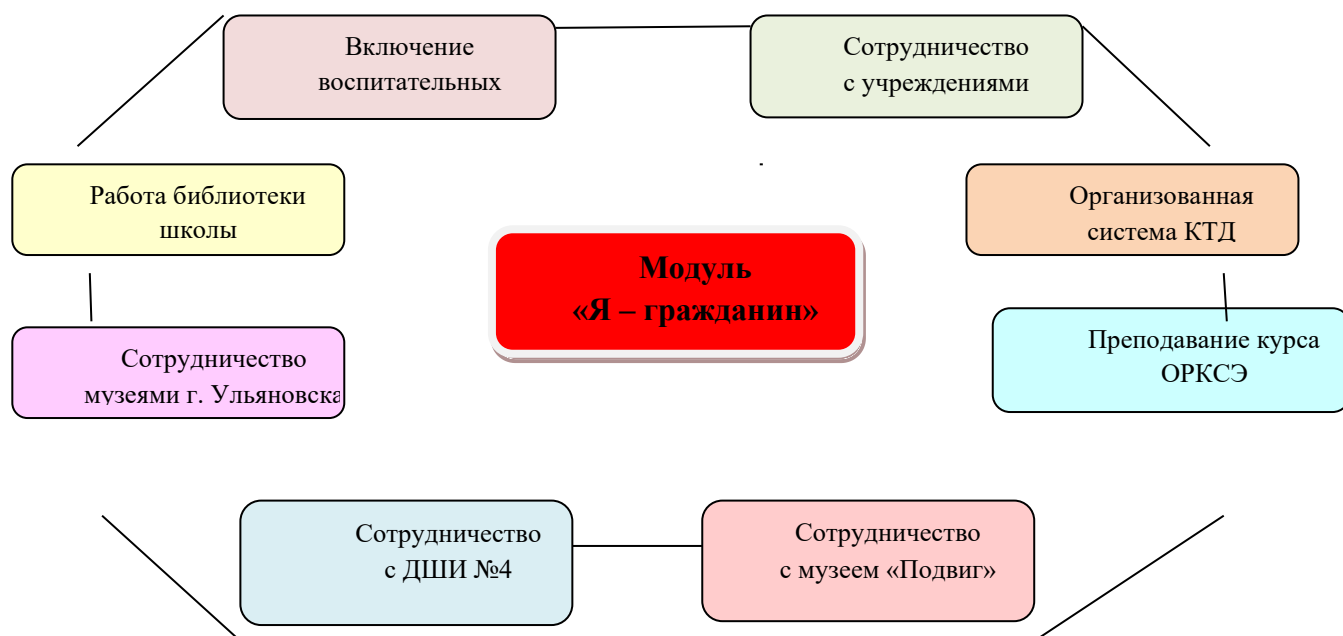 Включение
воспитательных
Сотрудничество
с учреждениями
Работа библиотеки
школы
Организованная
система КТД
Модуль
«Я – гражданин»
Сотрудничество
музеями г. Ульяновска
Преподавание курса
ОРКСЭ
Сотрудничество
с ДШИ №4
Сотрудничество
с музеем «Подвиг»